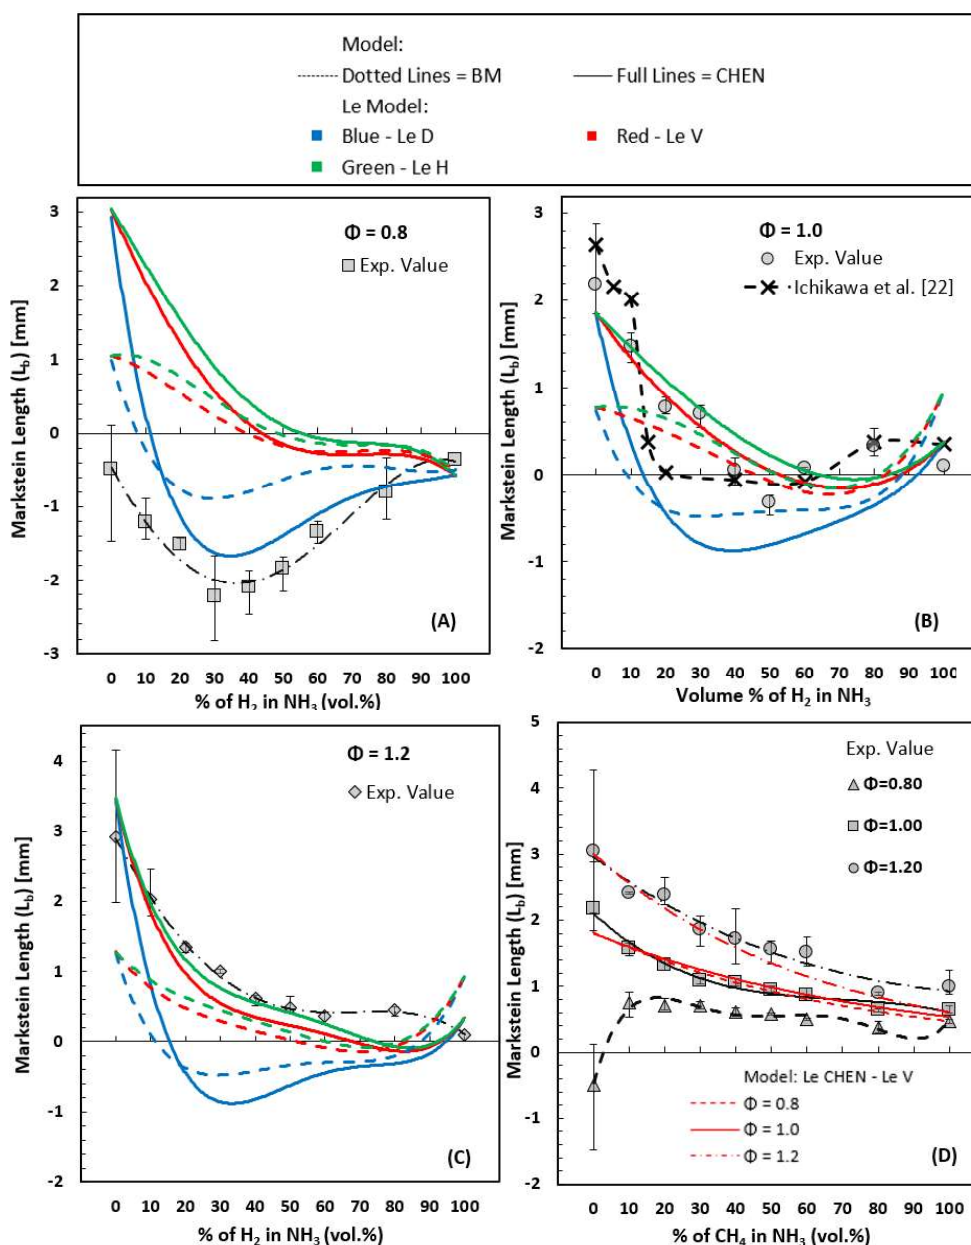 Model:
Dotted Lines = BM
Full Lines = CHEN
Le Model:
Blue - Le D
Red - Le V
Green - Le H
Markstein Length (Lb) [mm]
3
2
1
0
-1
-2
-3
Φ = 0.8
Exp. Value
(A)
0 10 20 30 40 50 60 70 80 90 100
% of H2 in NH3 (vol.%)
Markstein Length (Lb) [mm]
3
2
1
0
-1
-2
Φ = 1.0
Exp. Value
Ichikawa et al. [22]
(B)
0 10 20 30 40 50 60 70 80 90 100
Volume % of H2 in NH3
Markstein Length (Lb) [mm]
4
3
2
1
0
-1
-2
Φ = 1.2
Exp. Value
(C)
0 10 20 30 40 50 60 70 80 90 100
% of H2 in NH3 (vol.%)
Markstein Length (Lb) [mm]
5
4
3
2
1
0
-1
-2
Exp. Value
Φ=0.80
Φ=1.00
Φ=1.20
Model: Le CHEN - Le V
Φ = 0.8
Φ = 1.0
Φ = 1.2
(D)
0 10 20 30 40 50 60 70 80 90 100
% of CH4 in NH3 (vol.%)